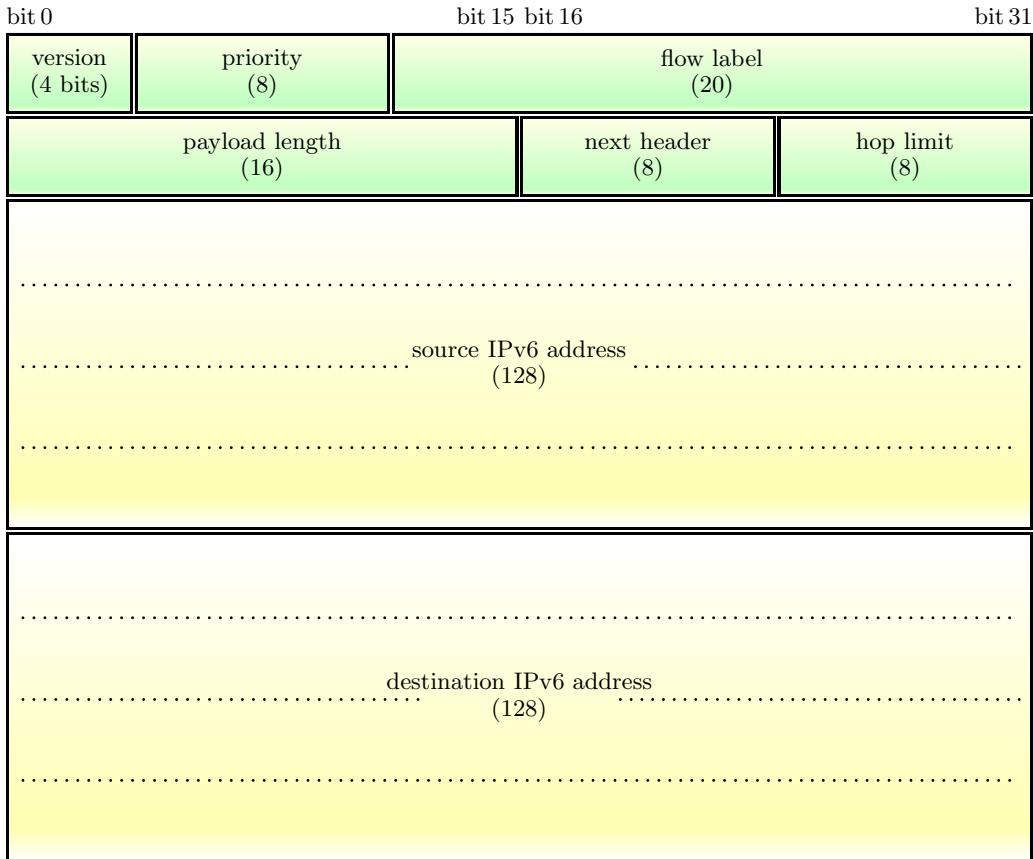 bit 0 bit 15 bit 16 bit 31
version priority flow label
(4 bits) (8) (20)
payload length next header hop limit
(16) (8) (8)
source IPv6 address
(128)
destination IPv6 address
(128)